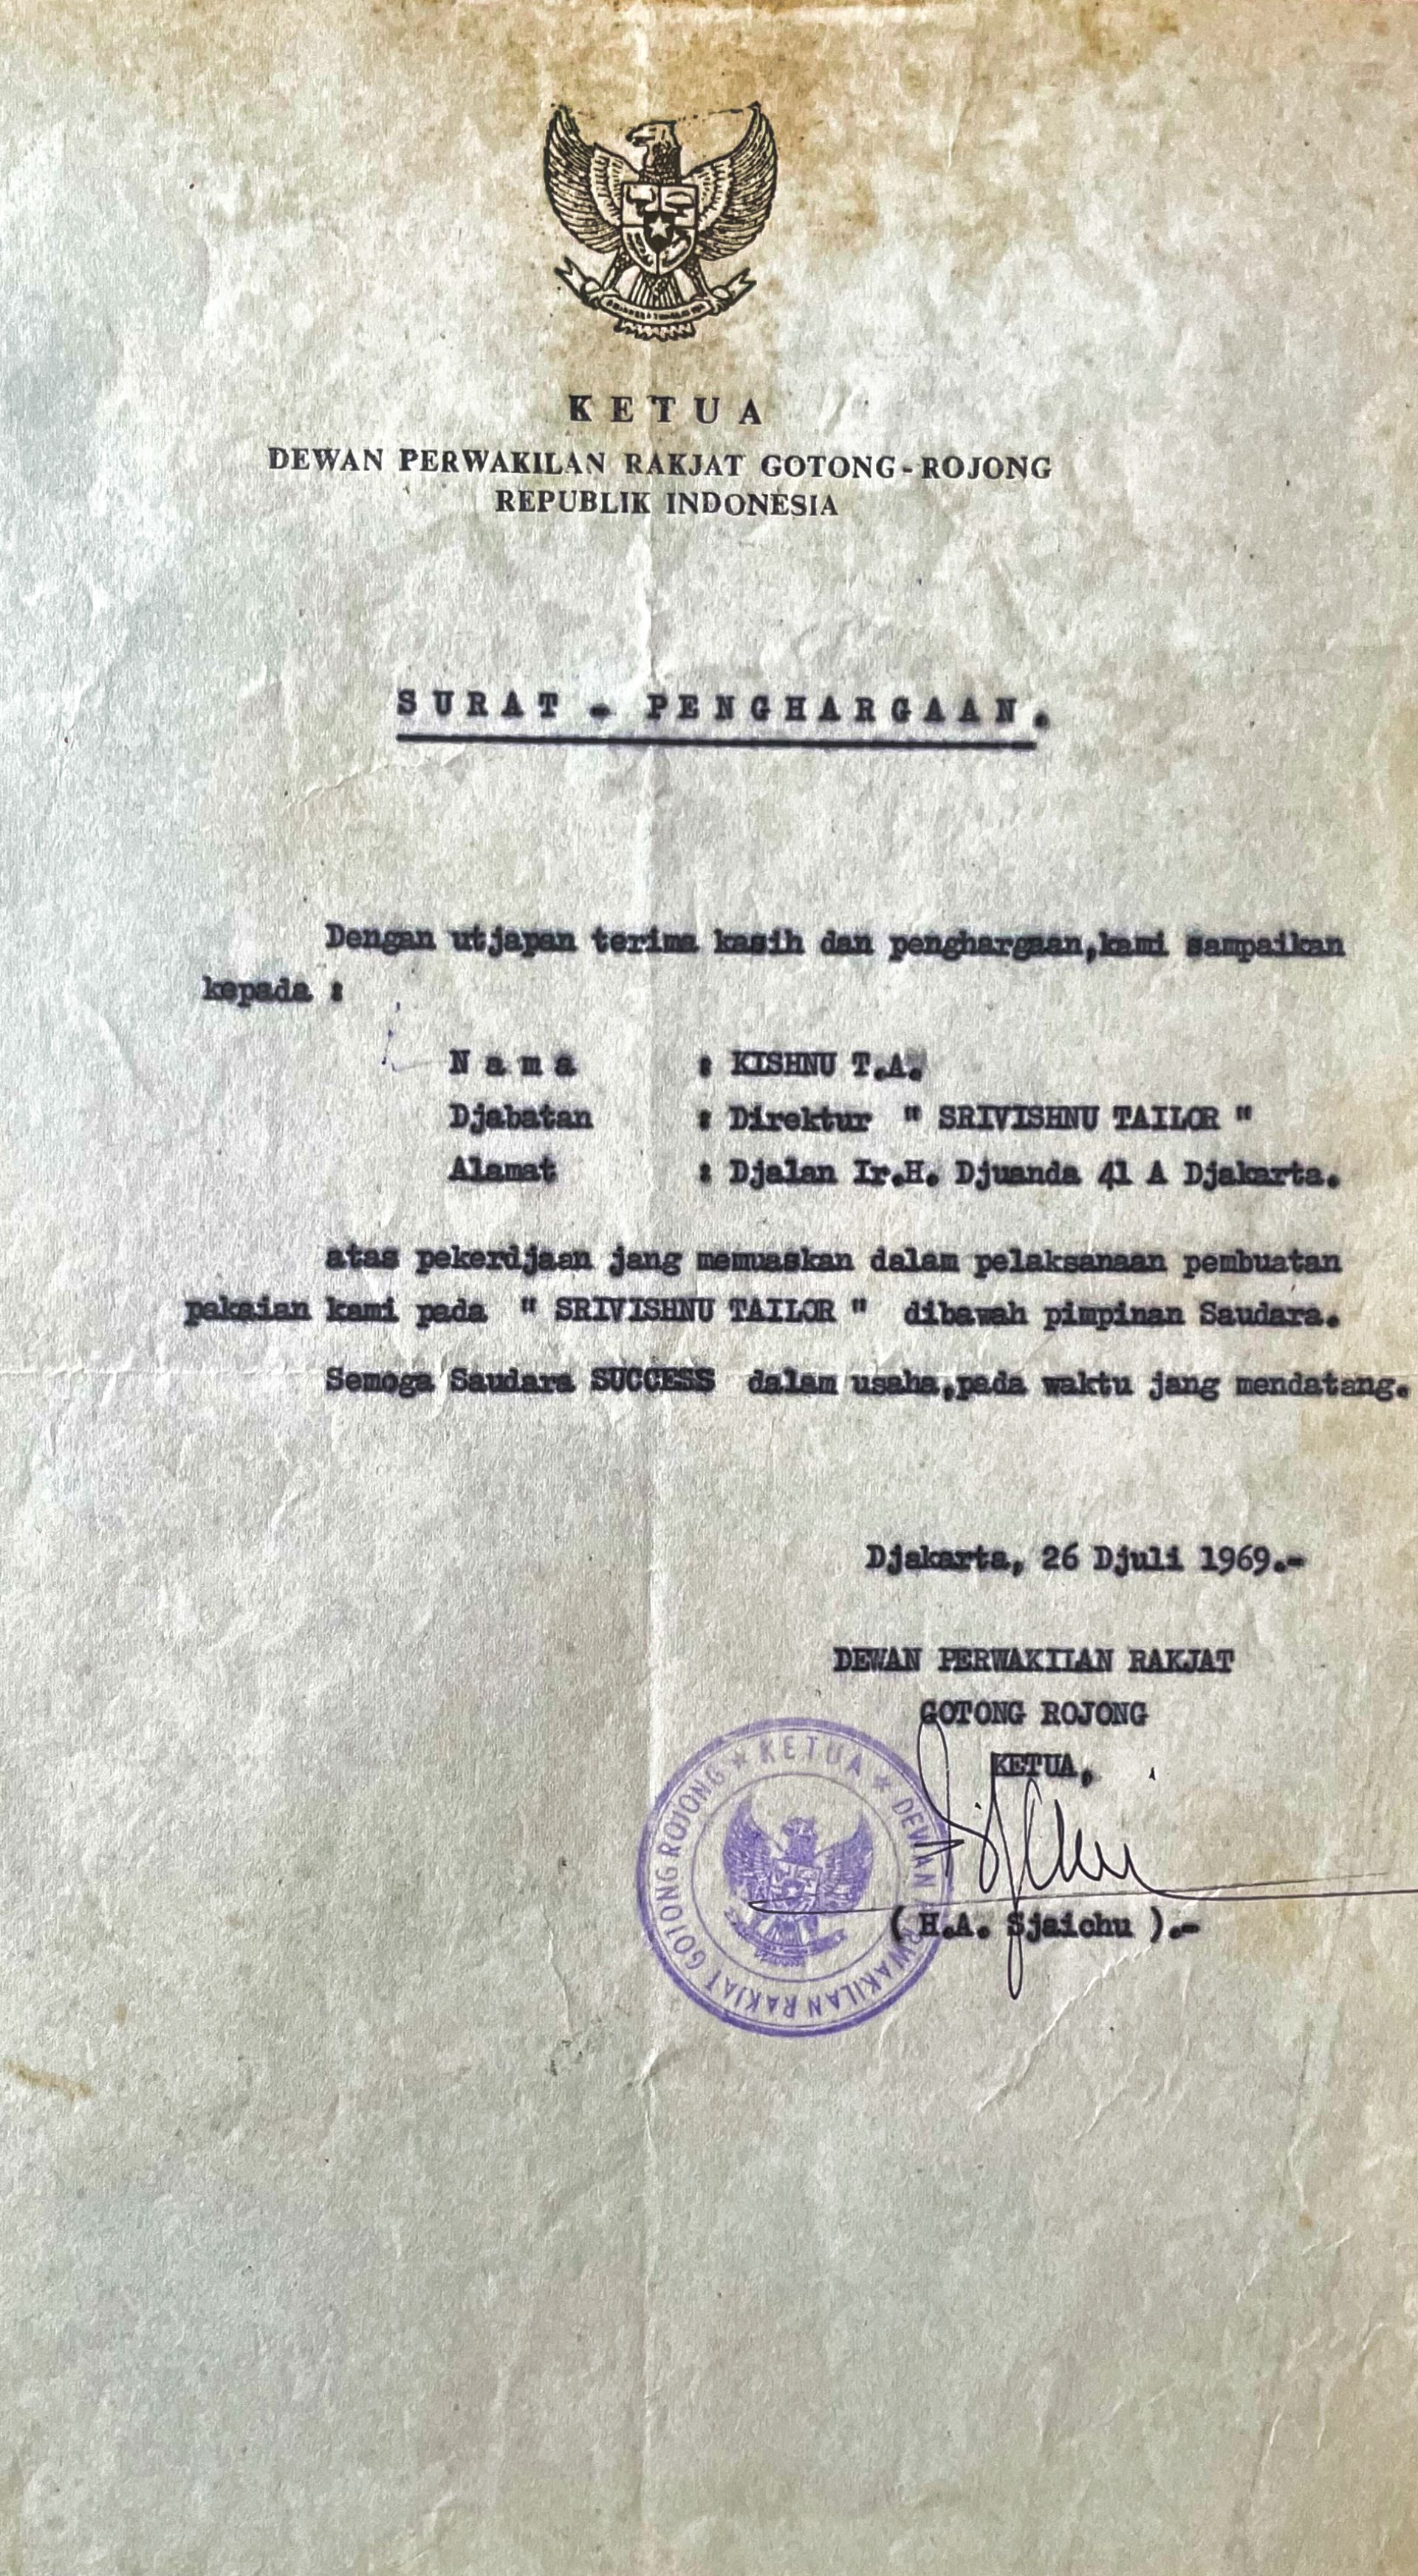 KETUA
DEWAN PERWAKILAN RAKJAT GOTONG-ROJONG
REPUBLIK INDONESIA
SURAT - PENGHARGAAN.
Dengan utjapan terima kasih dan penghargaan,kami sampaikan
kepada :
Nama : KISHNU T.A.
Djabatan : Direktur " SRIVISHNU TAILOR "
Alamat : Djalan Ir.H. Djuanda 41 A Djakarta.
atas pekerdjaan jang memuaskan dalam pelaksanaan pembuatan
pakaian kami pada " SRIVISHNU TAILOR " dibawah pimpinan Saudara.
Semoga Saudara SUCCESS dalam usaha,pada waktu jang mendatang.
Djakarta, 26 Djuli 1969.-
DEWAN PERWAKILAN RAKJAT
GOTONG ROJONG
KETUA,
★ KETUA ★ DEWAN PERWAKILAN RAKJAT GOTONG ROJONG
( H.A. Sjaichu ).-